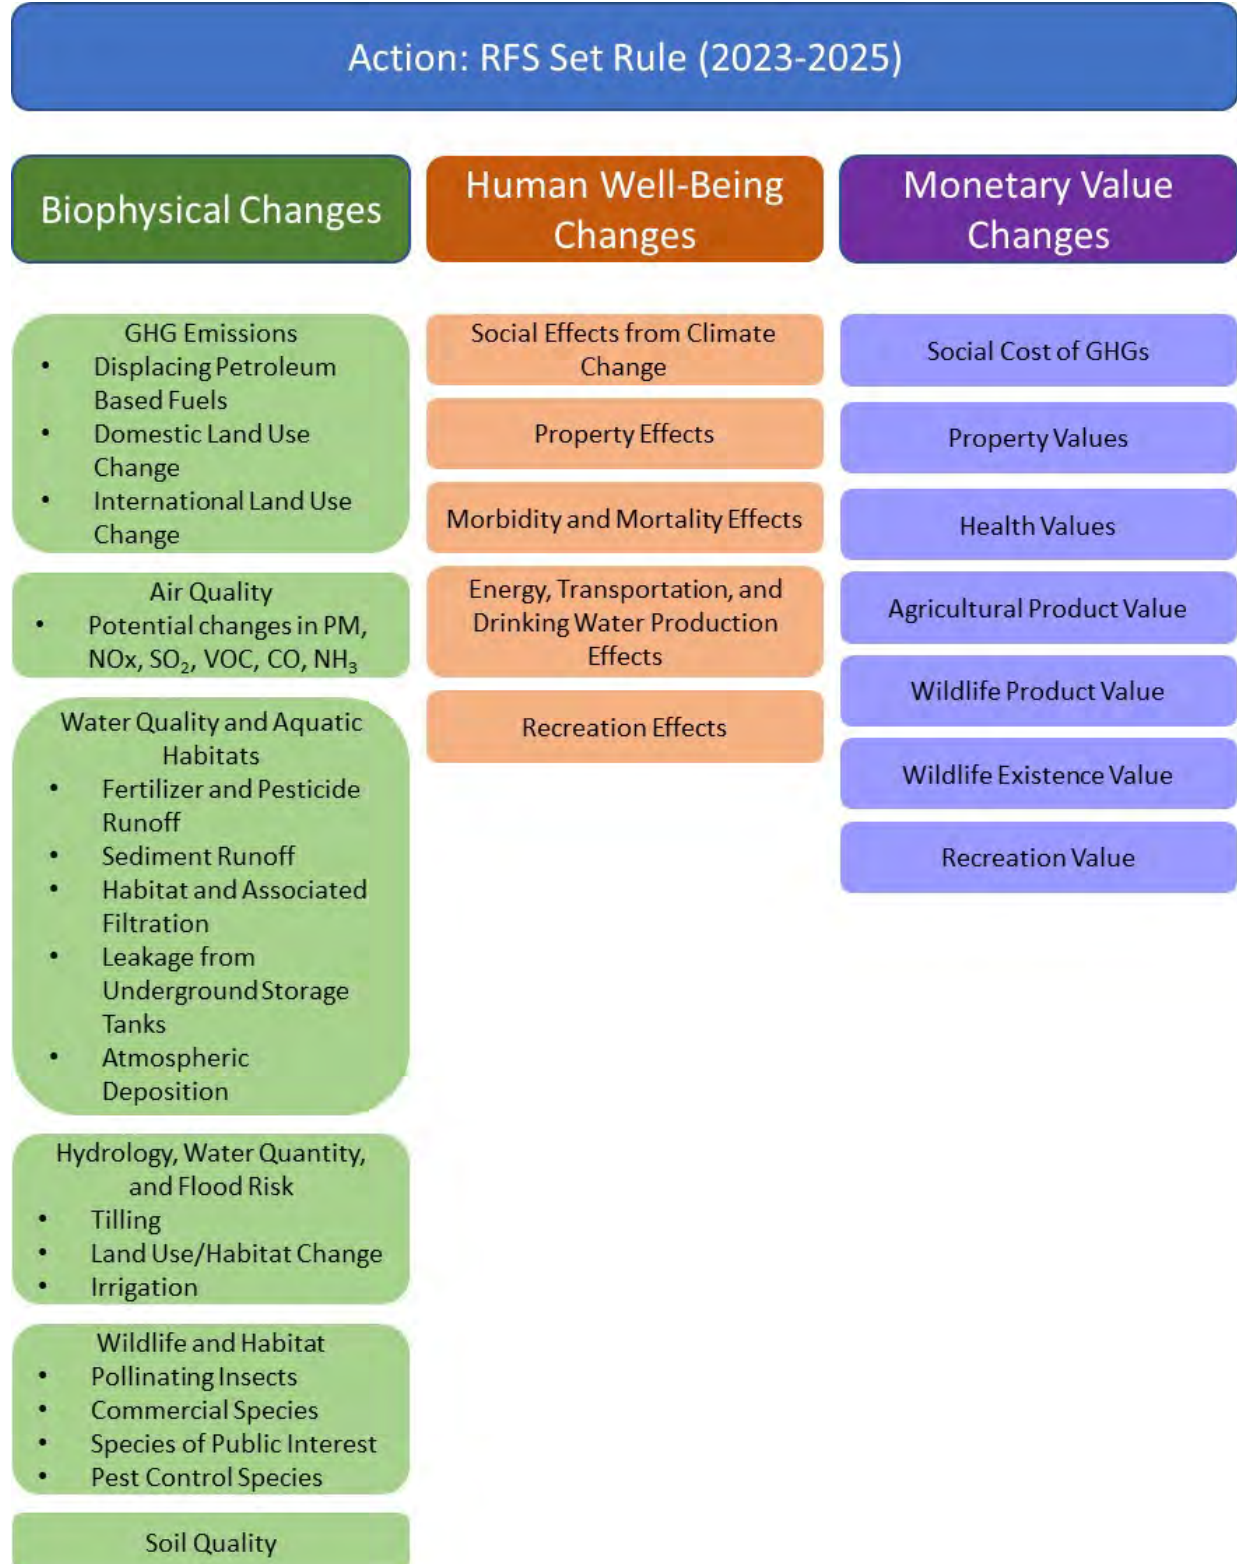 Action: RFS Set Rule (2023-2025)
Biophysical Changes
GHG Emissions
• Displacing Petroleum
Based Fuels
• Domestic Land Use
Change
• International Land Use
Change
Air Quality
• Potential changes in PM,
NOx, SO₂, VOC, CO, NH₃
Water Quality and Aquatic
Habitats
• Fertilizer and Pesticide
Runoff
• Sediment Runoff
• Habitat and Associated
Filtration
• Leakage from
Underground Storage
Tanks
• Atmospheric
Deposition
Hydrology, Water Quantity,
and Flood Risk
• Tilling
• Land Use/Habitat Change
• Irrigation
Wildlife and Habitat
• Pollinating Insects
• Commercial Species
• Species of Public Interest
• Pest Control Species
Soil Quality
Human Well-Being
Changes
Social Effects from Climate
Change
Property Effects
Morbidity and Mortality Effects
Energy, Transportation, and
Drinking Water Production
Effects
Recreation Effects
Monetary Value
Changes
Social Cost of GHGs
Property Values
Health Values
Agricultural Product Value
Wildlife Product Value
Wildlife Existence Value
Recreation Value